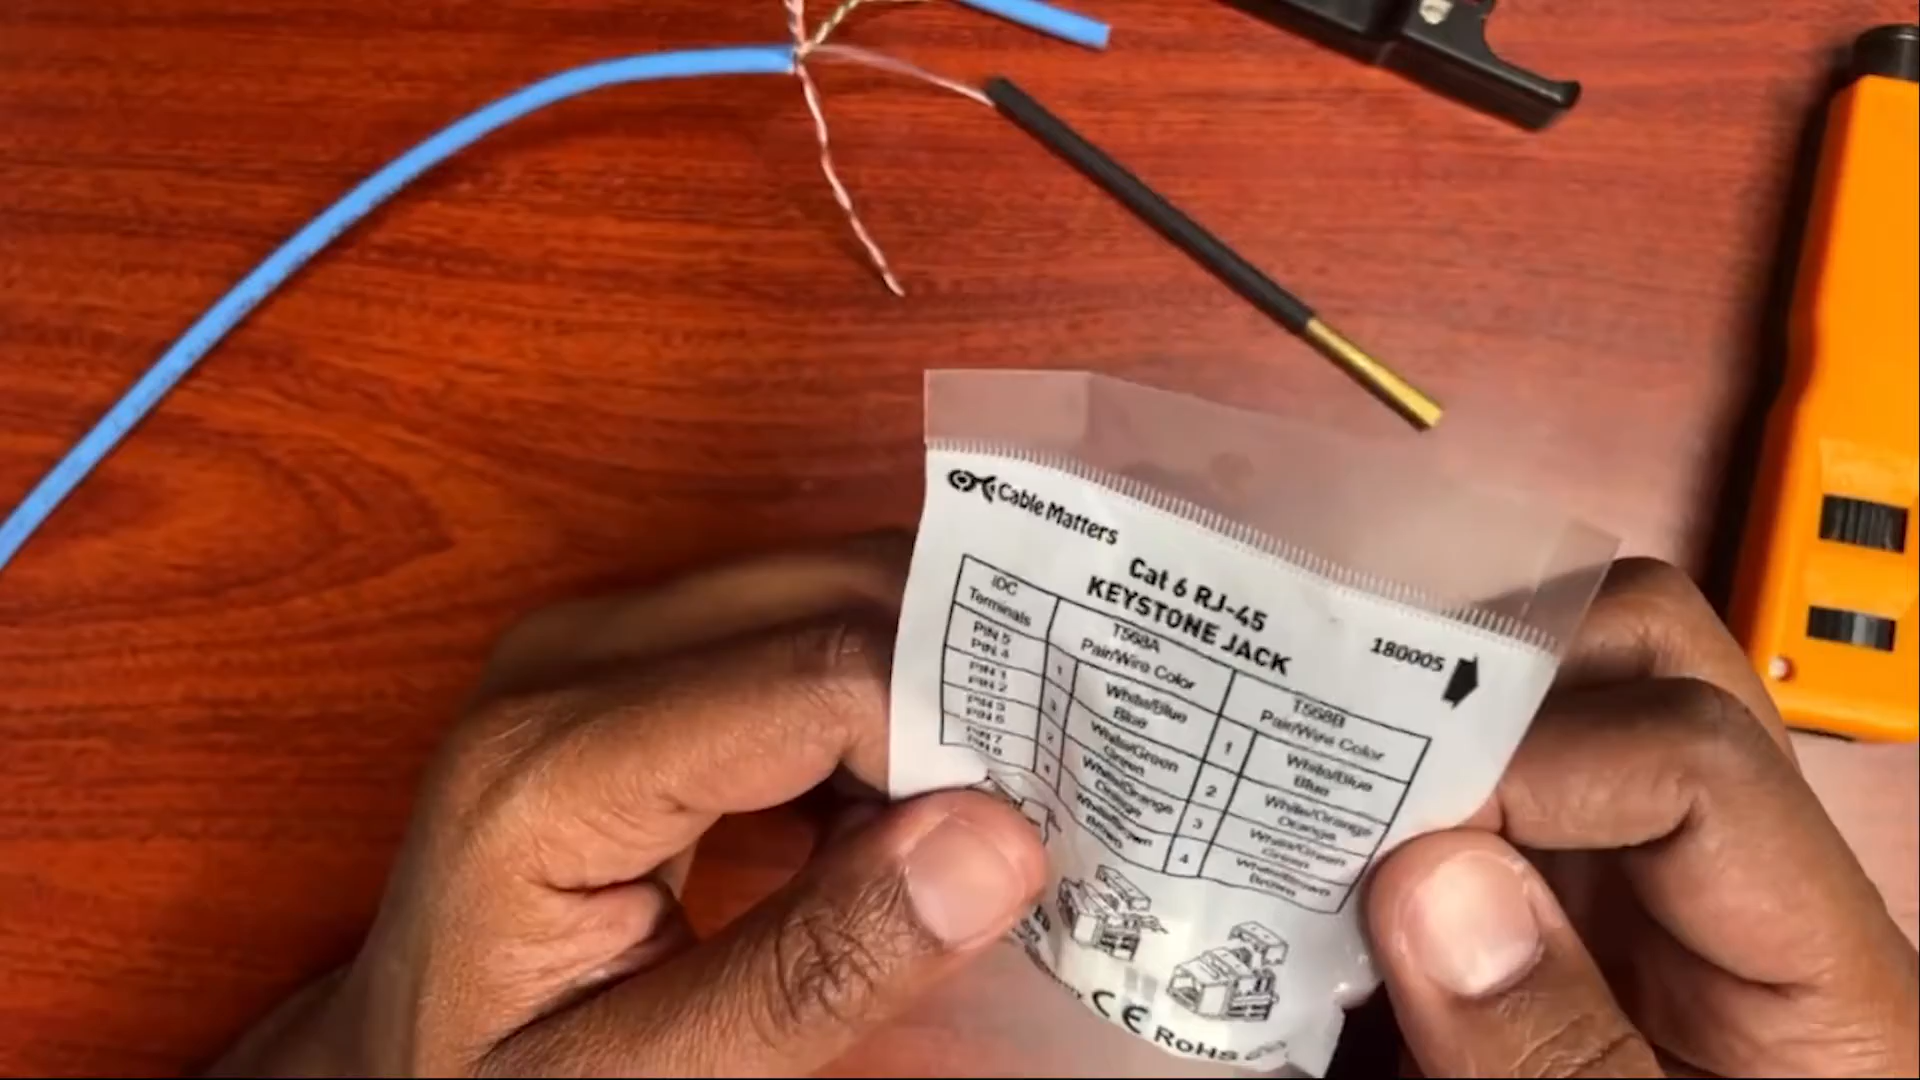 Cable Matters
Cat 6 RJ-45
KEYSTONE JACK
180005
IDC
Terminals
T568A
Pair/Wire Color
T568B
Pair/Wire Color
PIN 5
PIN 4
1
White/Blue
Blue
1
White/Blue
Blue
PIN 1
PIN 2
3
White/Green
Green
2
White/Orange
Orange
PIN 3
PIN 6
2
White/Orange
Orange
3
White/Green
Green
PIN 7
PIN 8
4
White/Brown
Brown
4
White/Brown
Brown
CE RoHS